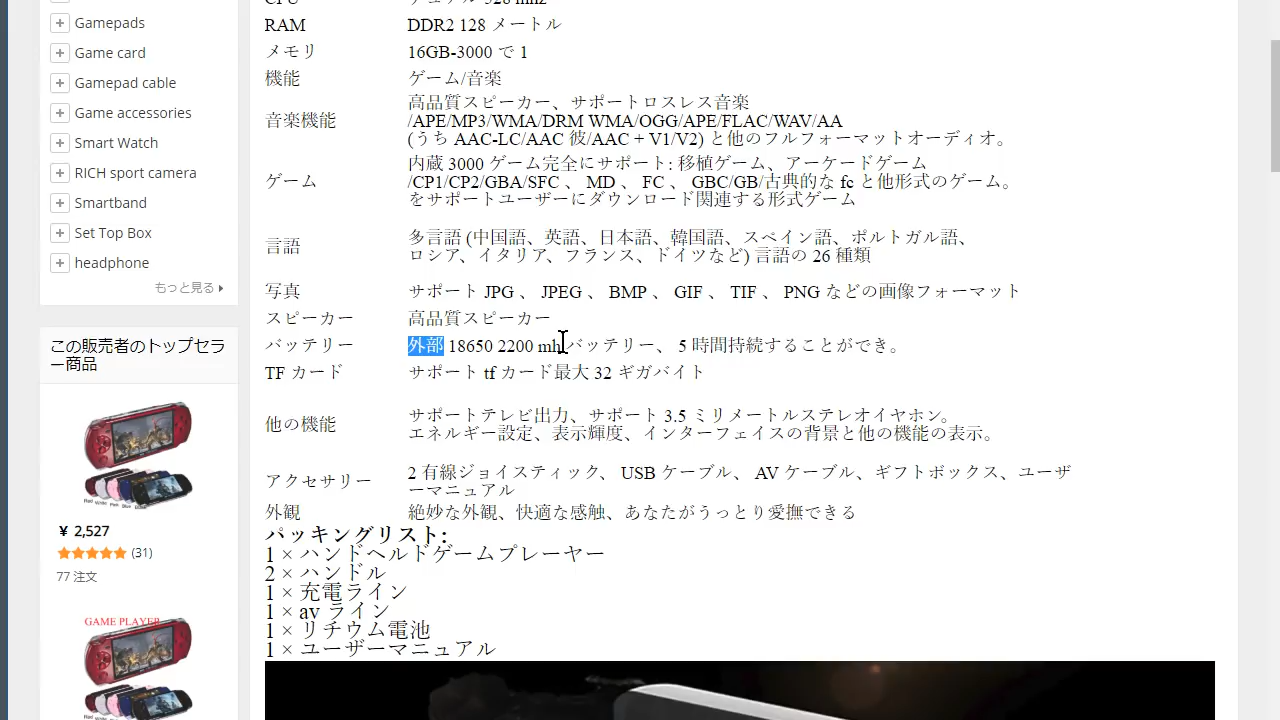 Gamepads
Game card
Gamepad cable
Game accessories
Smart Watch
RICH sport camera
Smartband
Set Top Box
headphone
もっと見る
この販売者のトップセラ
ー商品
¥ 2,527
(31)
77 注文
GAME PLAYER
RAM DDR2 128 メートル
メモリ 16GB-3000 で 1
機能 ゲーム/音楽
音楽機能
高品質スピーカー、サポートロスレス音楽
/APE/MP3/WMA/DRM WMA/OGG/APE/FLAC/WAV/AA
(うち AAC-LC/AAC 彼/AAC + V1/V2) と他のフルフォーマットオーディオ。
ゲーム
内蔵 3000 ゲーム完全にサポート: 移植ゲーム、アーケードゲーム
/CP1/CP2/GBA/SFC 、 MD 、 FC 、 GBC/GB/古典的な fc と他形式のゲーム。
をサポートユーザーにダウンロード関連する形式ゲーム
言語
多言語 (中国語、英語、日本語、韓国語、スペイン語、ポルトガル語、
ロシア、イタリア、フランス、ドイツなど) 言語の 26 種類
写真 サポート JPG 、 JPEG 、 BMP 、 GIF 、 TIF 、 PNG などの画像フォーマット
スピーカー 高品質スピーカー
バッテリー 外部 18650 2200 mh バッテリー、 5 時間持続することができ。
TF カード サポート tf カード最大 32 ギガバイト
他の機能
サポートテレビ出力、サポート 3.5 ミリメートルステレオイヤホン。
エネルギー設定、表示輝度、インターフェイスの背景と他の機能の表示。
アクセサリー
2 有線ジョイスティック、 USB ケーブル、 AV ケーブル、ギフトボックス、ユーザ
ーマニュアル
外観 絶妙な外観、快適な感触、あなたがうっとり愛撫できる
パッキングリスト:
1 × ハンドヘルドゲームプレーヤー
2 × ハンドル
1 × 充電ライン
1 × av ライン
1 × リチウム電池
1 × ユーザーマニュアル